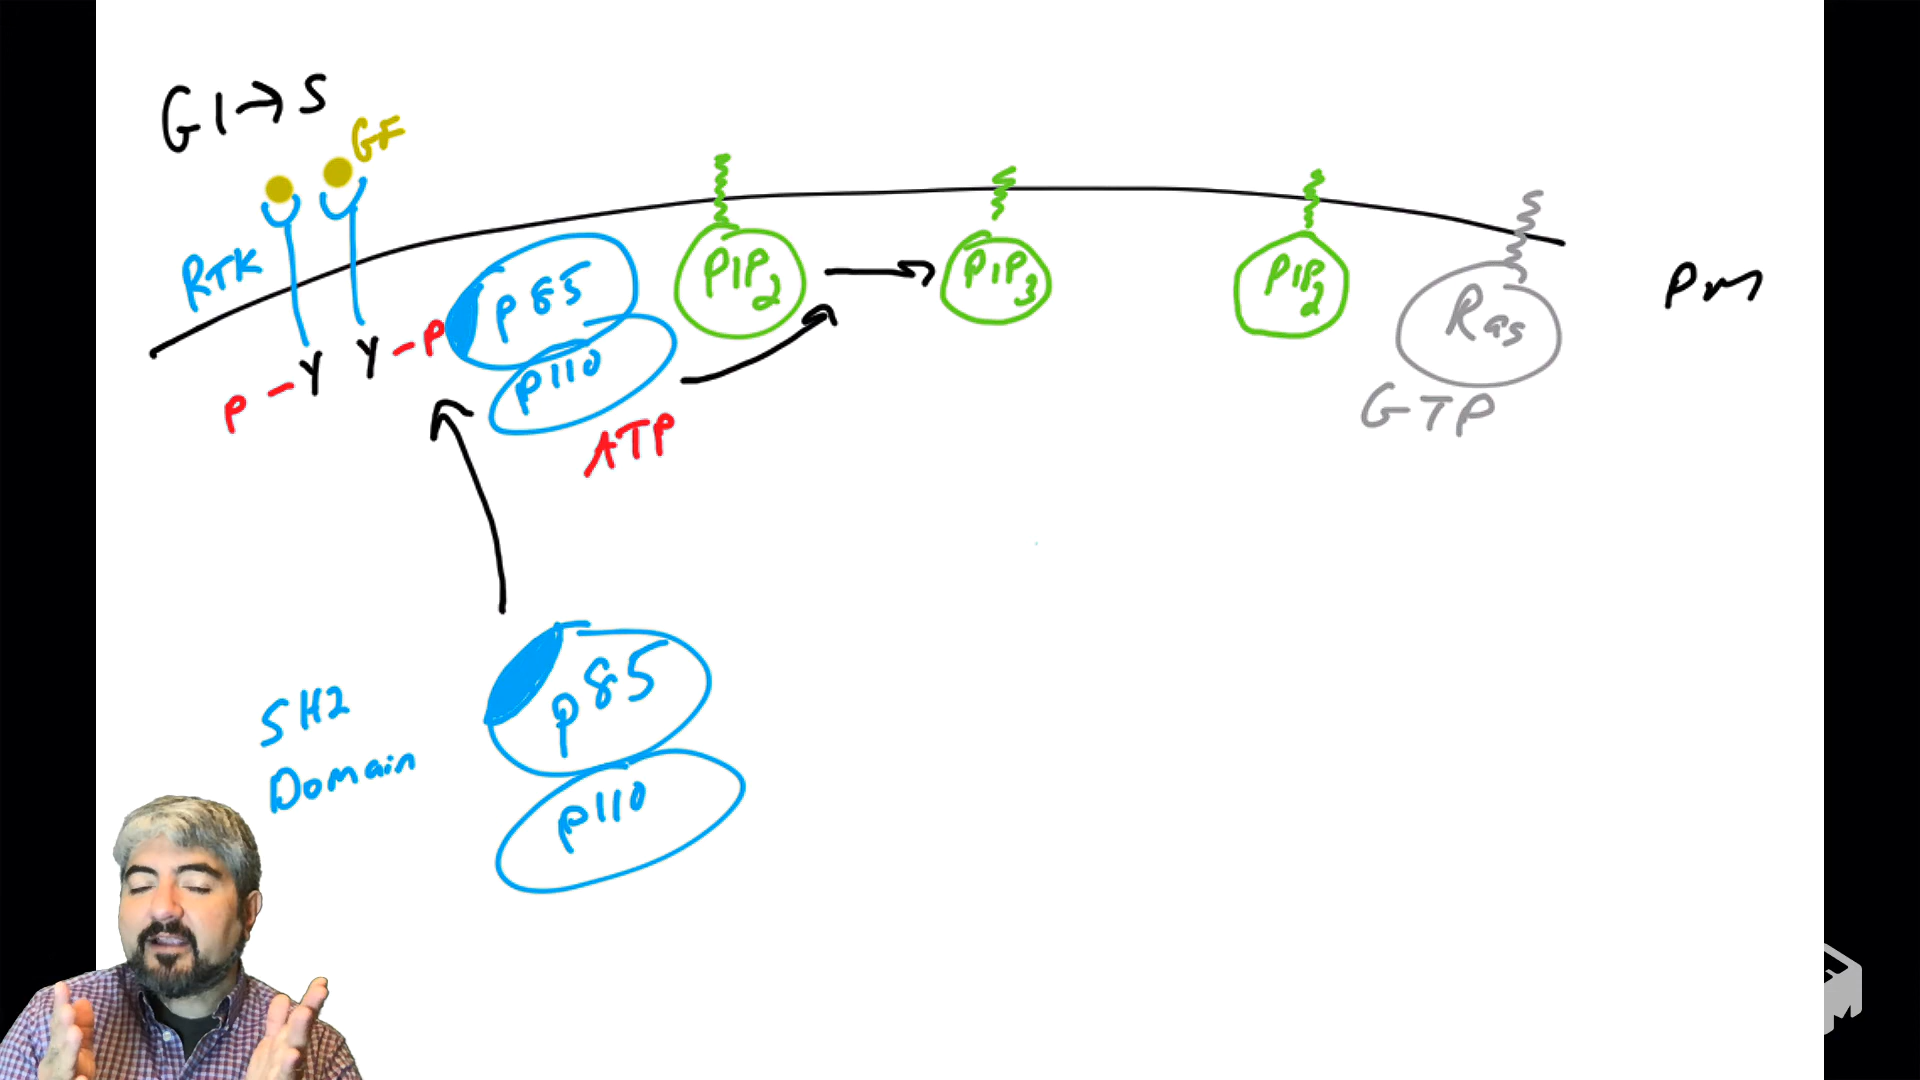 G1→S
GF
RTK
p85
PIP2
PIP3
PIP2
Ras
PM
Y
Y
P
P
p110
ATP
GTP
SH2
Domain
p85
p110